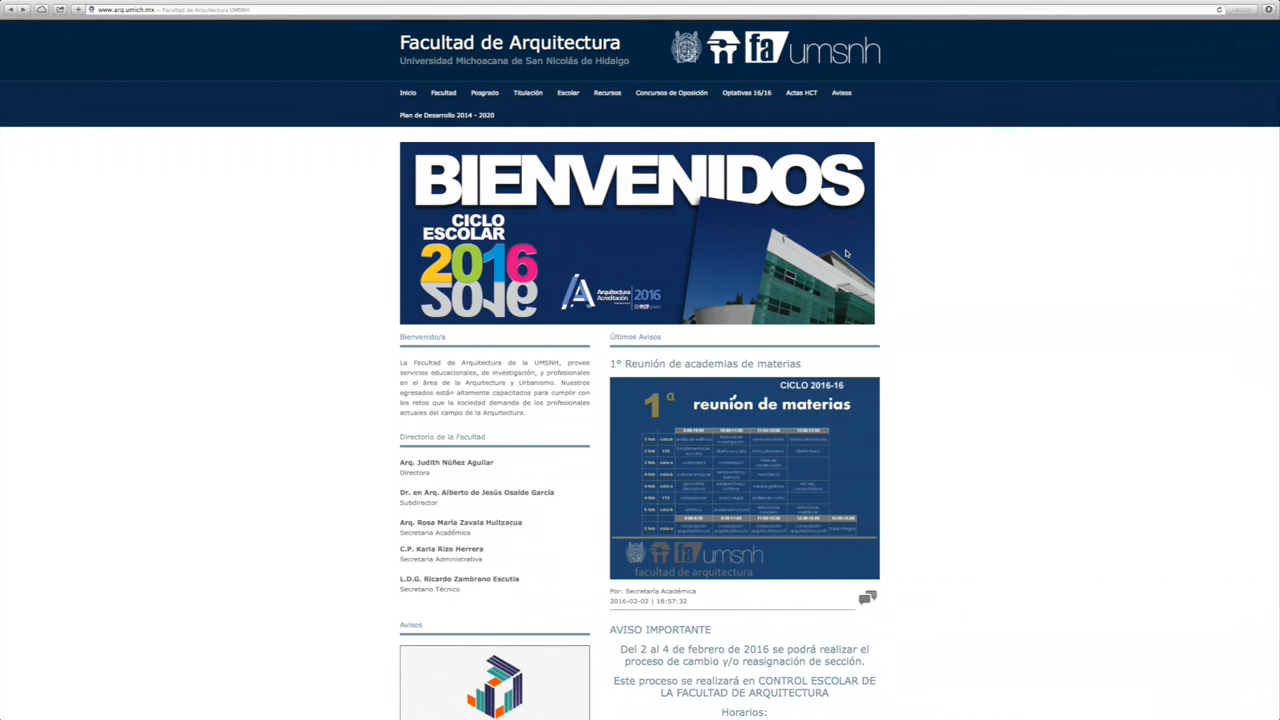 www.arq.umich.mx — Facultad de Arquitectura UMSNH
Lector
Facultad de Arquitectura
Universidad Michoacana de San Nicolás de Hidalgo
fa umsnh
Inicio Facultad Posgrado Titulación Escolar Recursos Concursos de Oposición Optativas 16/16 Actas HCT Avisos
Plan de Desarrollo 2014 - 2020
BIENVENIDOS
CICLO
ESCOLAR
2016
Arquitectura
Acreditación
2016
Bienvenido/a
La Facultad de Arquitectura de la UMSNH, provee
servicios educacionales, de investigación, y profesionales
en el área de la Arquitectura y Urbanismo. Nuestros
egresados están altamente capacitados para cumplir con
los retos que la sociedad demanda de los profesionales
actuales del campo de la Arquitectura.
Directorio de la Facultad
Arq. Judith Núñez Aguilar
Directora
Dr. en Arq. Alberto de Jesús Osalde García
Subdirector
Arq. Rosa María Zavala Huitzacua
Secretaria Académica
C.P. Karla Rizo Herrera
Secretaria Administrativa
L.D.G. Ricardo Zambrano Escutia
Secretario Técnico
Avisos
Últimos Avisos
1º Reunión de academias de materias
CICLO 2016-16
1ª reunión de materias
fa umsnh
facultad de arquitectura
Por: Secretaría Académica
2016-02-02 | 18:57:32
AVISO IMPORTANTE
Del 2 al 4 de febrero de 2016 se podrá realizar el
proceso de cambio y/o reasignación de sección.
Este proceso se realizará en CONTROL ESCOLAR DE
LA FACULTAD DE ARQUITECTURA
Horarios: